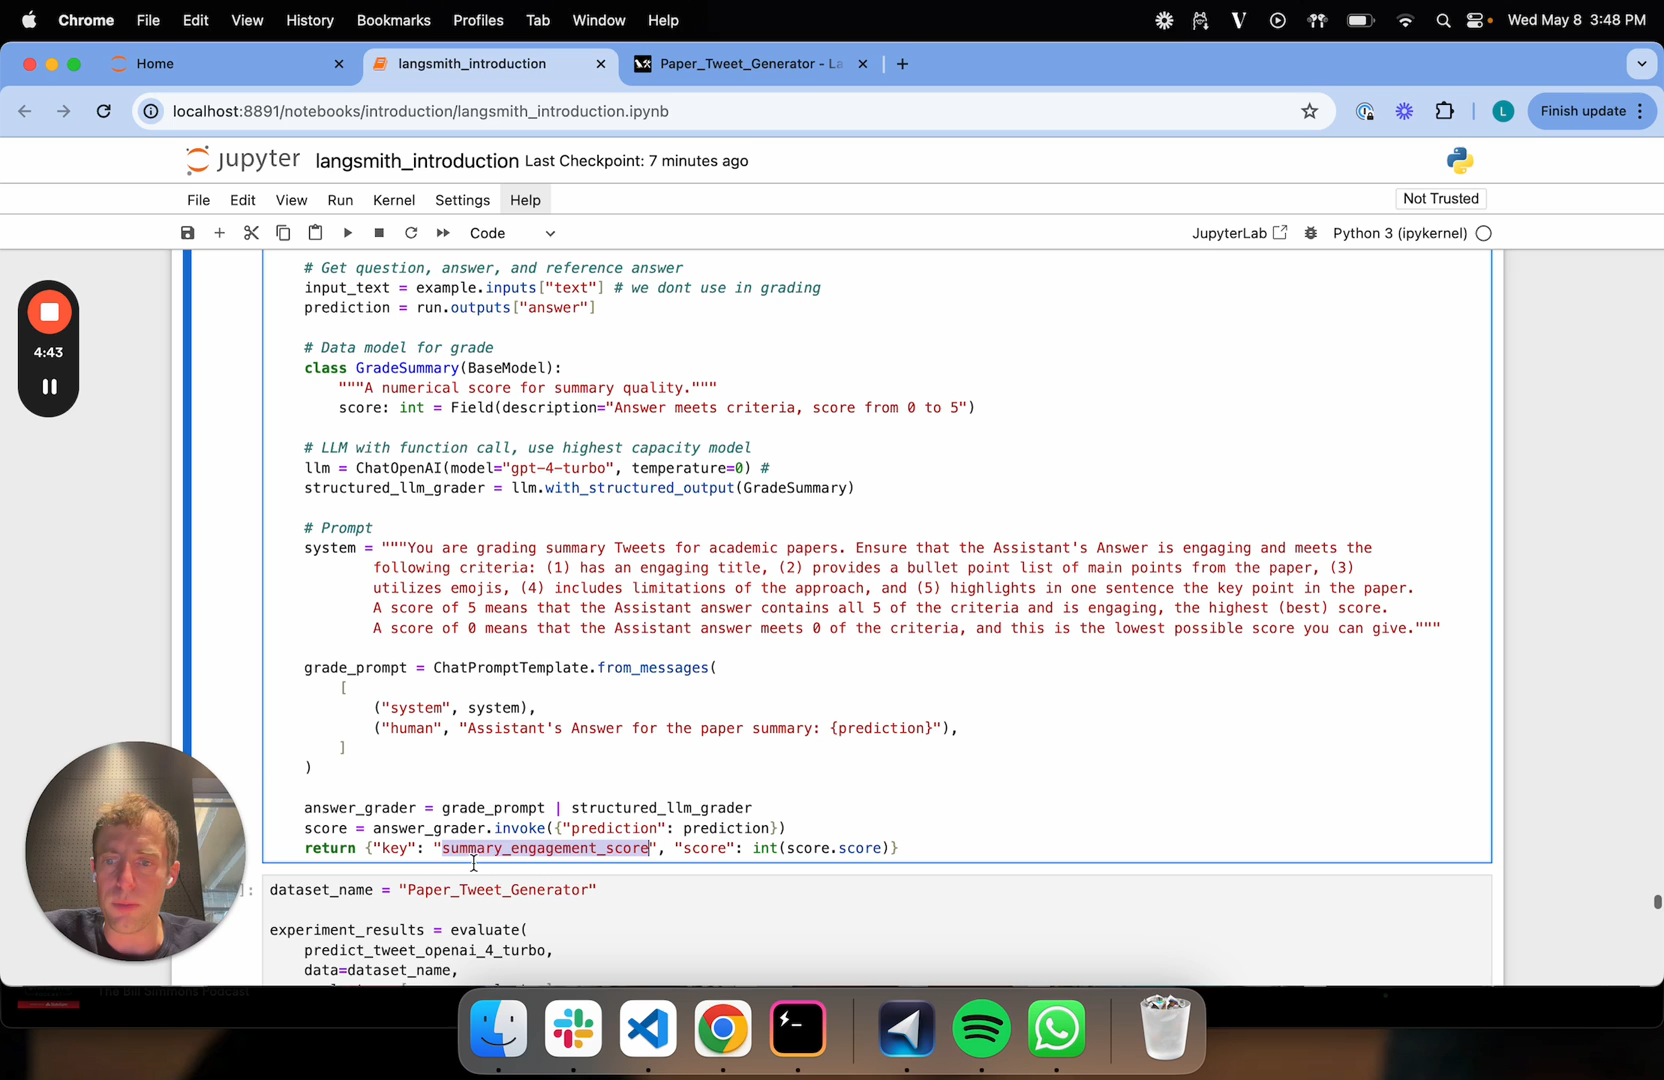 Chrome File Edit View History Bookmarks Profiles Tab Window Help Wed May 8 3:48 PM
Home langsmith_introduction Paper_Tweet_Generator - La
localhost:8891/notebooks/introduction/langsmith_introduction.ipynb L Finish update
jupyter langsmith_introduction Last Checkpoint: 7 minutes ago
File Edit View Run Kernel Settings Help Not Trusted
Code JupyterLab Python 3 (ipykernel)
# Get question, answer, and reference answer
input_text = example.inputs["text"] # we dont use in grading
prediction = run.outputs["answer"]
# Data model for grade
class GradeSummary(BaseModel):
"""A numerical score for summary quality."""
score: int = Field(description="Answer meets criteria, score from 0 to 5")
# LLM with function call, use highest capacity model
llm = ChatOpenAI(model="gpt-4-turbo", temperature=0) #
structured_llm_grader = llm.with_structured_output(GradeSummary)
# Prompt
system = """You are grading summary Tweets for academic papers. Ensure that the Assistant's Answer is engaging and meets the
following criteria: (1) has an engaging title, (2) provides a bullet point list of main points from the paper, (3)
utilizes emojis, (4) includes limitations of the approach, and (5) highlights in one sentence the key point in the paper.
A score of 5 means that the Assistant answer contains all 5 of the criteria and is engaging, the highest (best) score.
A score of 0 means that the Assistant answer meets 0 of the criteria, and this is the lowest possible score you can give."""
grade_prompt = ChatPromptTemplate.from_messages(
[
("system", system),
("human", "Assistant's Answer for the paper summary: {prediction}"),
]
)
answer_grader = grade_prompt | structured_llm_grader
score = answer_grader.invoke({"prediction": prediction})
return {"key": "summary_engagement_score", "score": int(score.score)}
]:
dataset_name = "Paper_Tweet_Generator"
experiment_results = evaluate(
predict_tweet_openai_4_turbo,
data=dataset_name,
4:43
The Bill Simmons Podcast